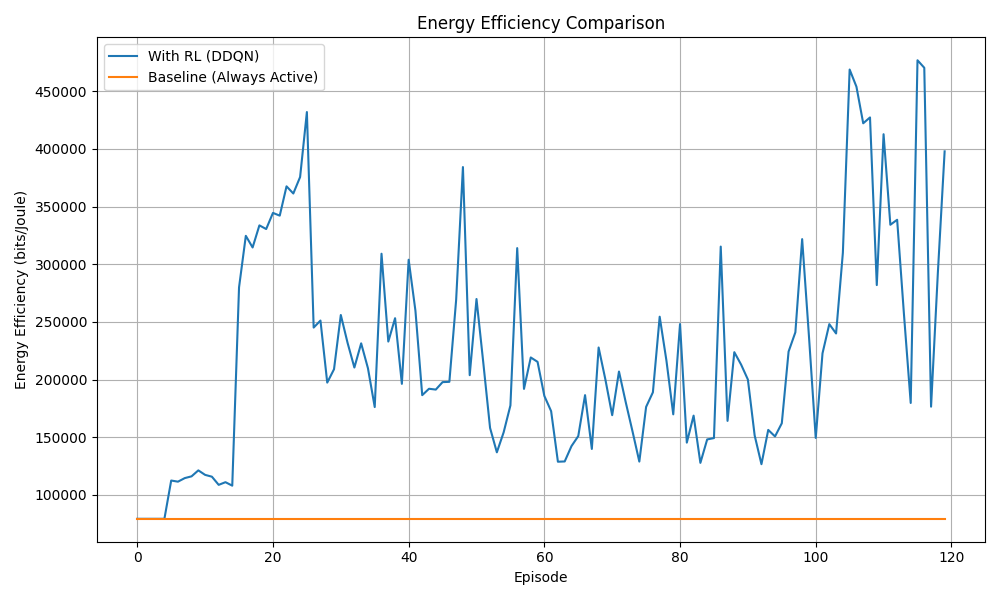 Energy Efficiency Comparison
With RL (DDQN)
Baseline (Always Active)
Energy Efficiency (bits/Joule)
450000
400000
350000
300000
250000
200000
150000
100000
0 20 40 60 80 100 120
Episode